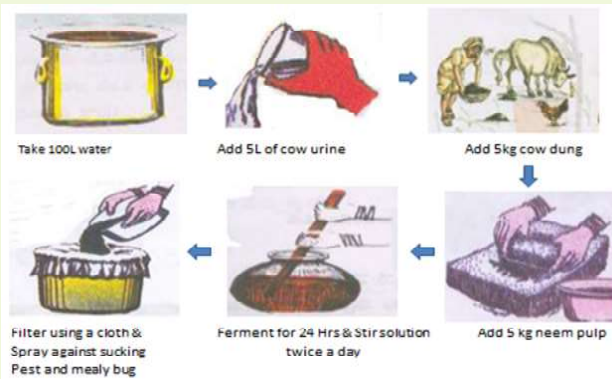 Take 100L water
Add 5L of cow urine
Add 5kg cow dung
Add 5 kg neem pulp
Ferment for 24 Hrs & Stir solution
twice a day
Filter using a cloth &
Spray against sucking
Pest and mealy bug